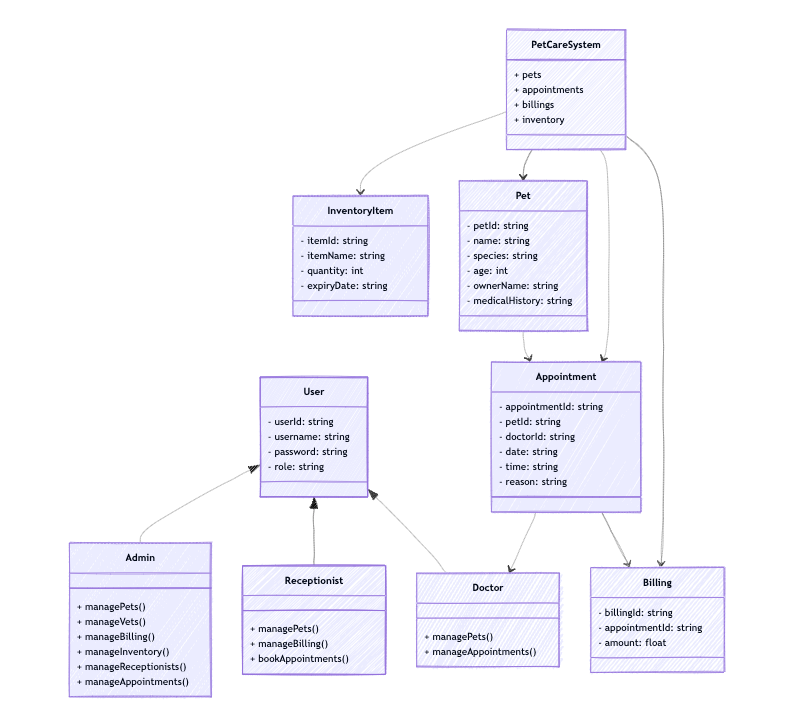 PetCareSystem
+ pets
+ appointments
+ billings
+ inventory
InventoryItem
- itemId: string
- itemName: string
- quantity: int
- expiryDate: string
Pet
- petId: string
- name: string
- species: string
- age: int
- ownerName: string
- medicalHistory: string
User
- userId: string
- username: string
- password: string
- role: string
Appointment
- appointmentId: string
- petId: string
- doctorId: string
- date: string
- time: string
- reason: string
Admin
+ managePets()
+ manageVets()
+ manageBilling()
+ manageInventory()
+ manageReceptionists()
+ manageAppointments()
Receptionist
+ managePets()
+ manageBilling()
+ bookAppointments()
Doctor
+ managePets()
+ manageAppointments()
Billing
- billingId: string
- appointmentId: string
- amount: float